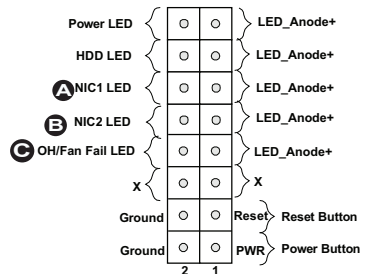 Power LED LED_Anode+
HDD LED LED_Anode+
A NIC1 LED LED_Anode+
B NIC2 LED LED_Anode+
C OH/Fan Fail LED LED_Anode+
X X
Ground Reset Reset Button
Ground PWR Power Button
2 1